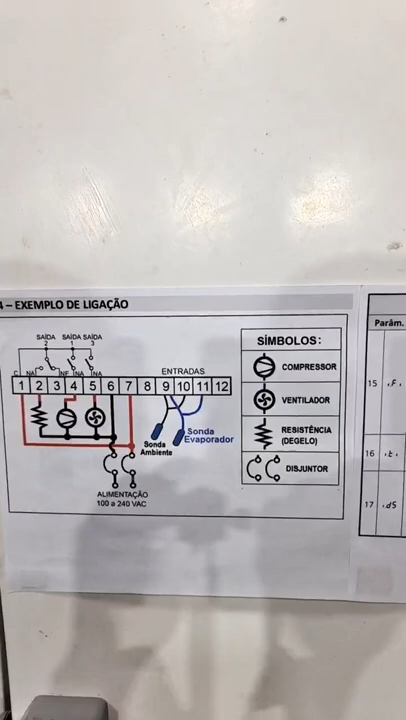 4 – EXEMPLO DE LIGAÇÃO
SAÍDA SAÍDA SAÍDA
2 1 3
C NA NF NA NA
ENTRADAS
1 2 3 4 5 6 7 8 9 10 11 12
Sonda
Ambiente
Sonda
Evaporador
ALIMENTAÇÃO
100 a 240 VAC
SÍMBOLOS:
COMPRESSOR
VENTILADOR
RESISTÊNCIA
(DEGELO)
DISJUNTOR
Parâm.
15
16
17